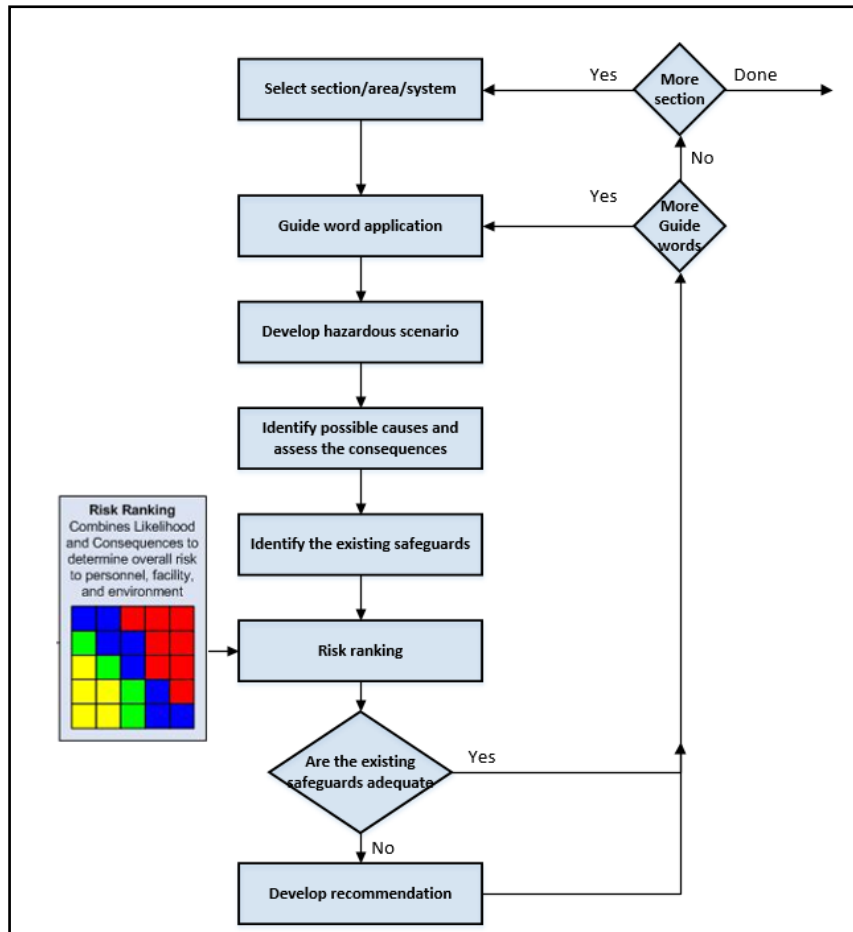 Select section/area/system
Yes
More
section
Done
No
Guide word application
Yes
More
Guide
words
Develop hazardous scenario
Identify possible causes and
assess the consequences
Risk Ranking
Combines Likelihood
and Consequences to
determine overall risk
to personnel, facility,
and environment
Identify the existing safeguards
Risk ranking
Are the existing
safeguards adequate
Yes
No
Develop recommendation